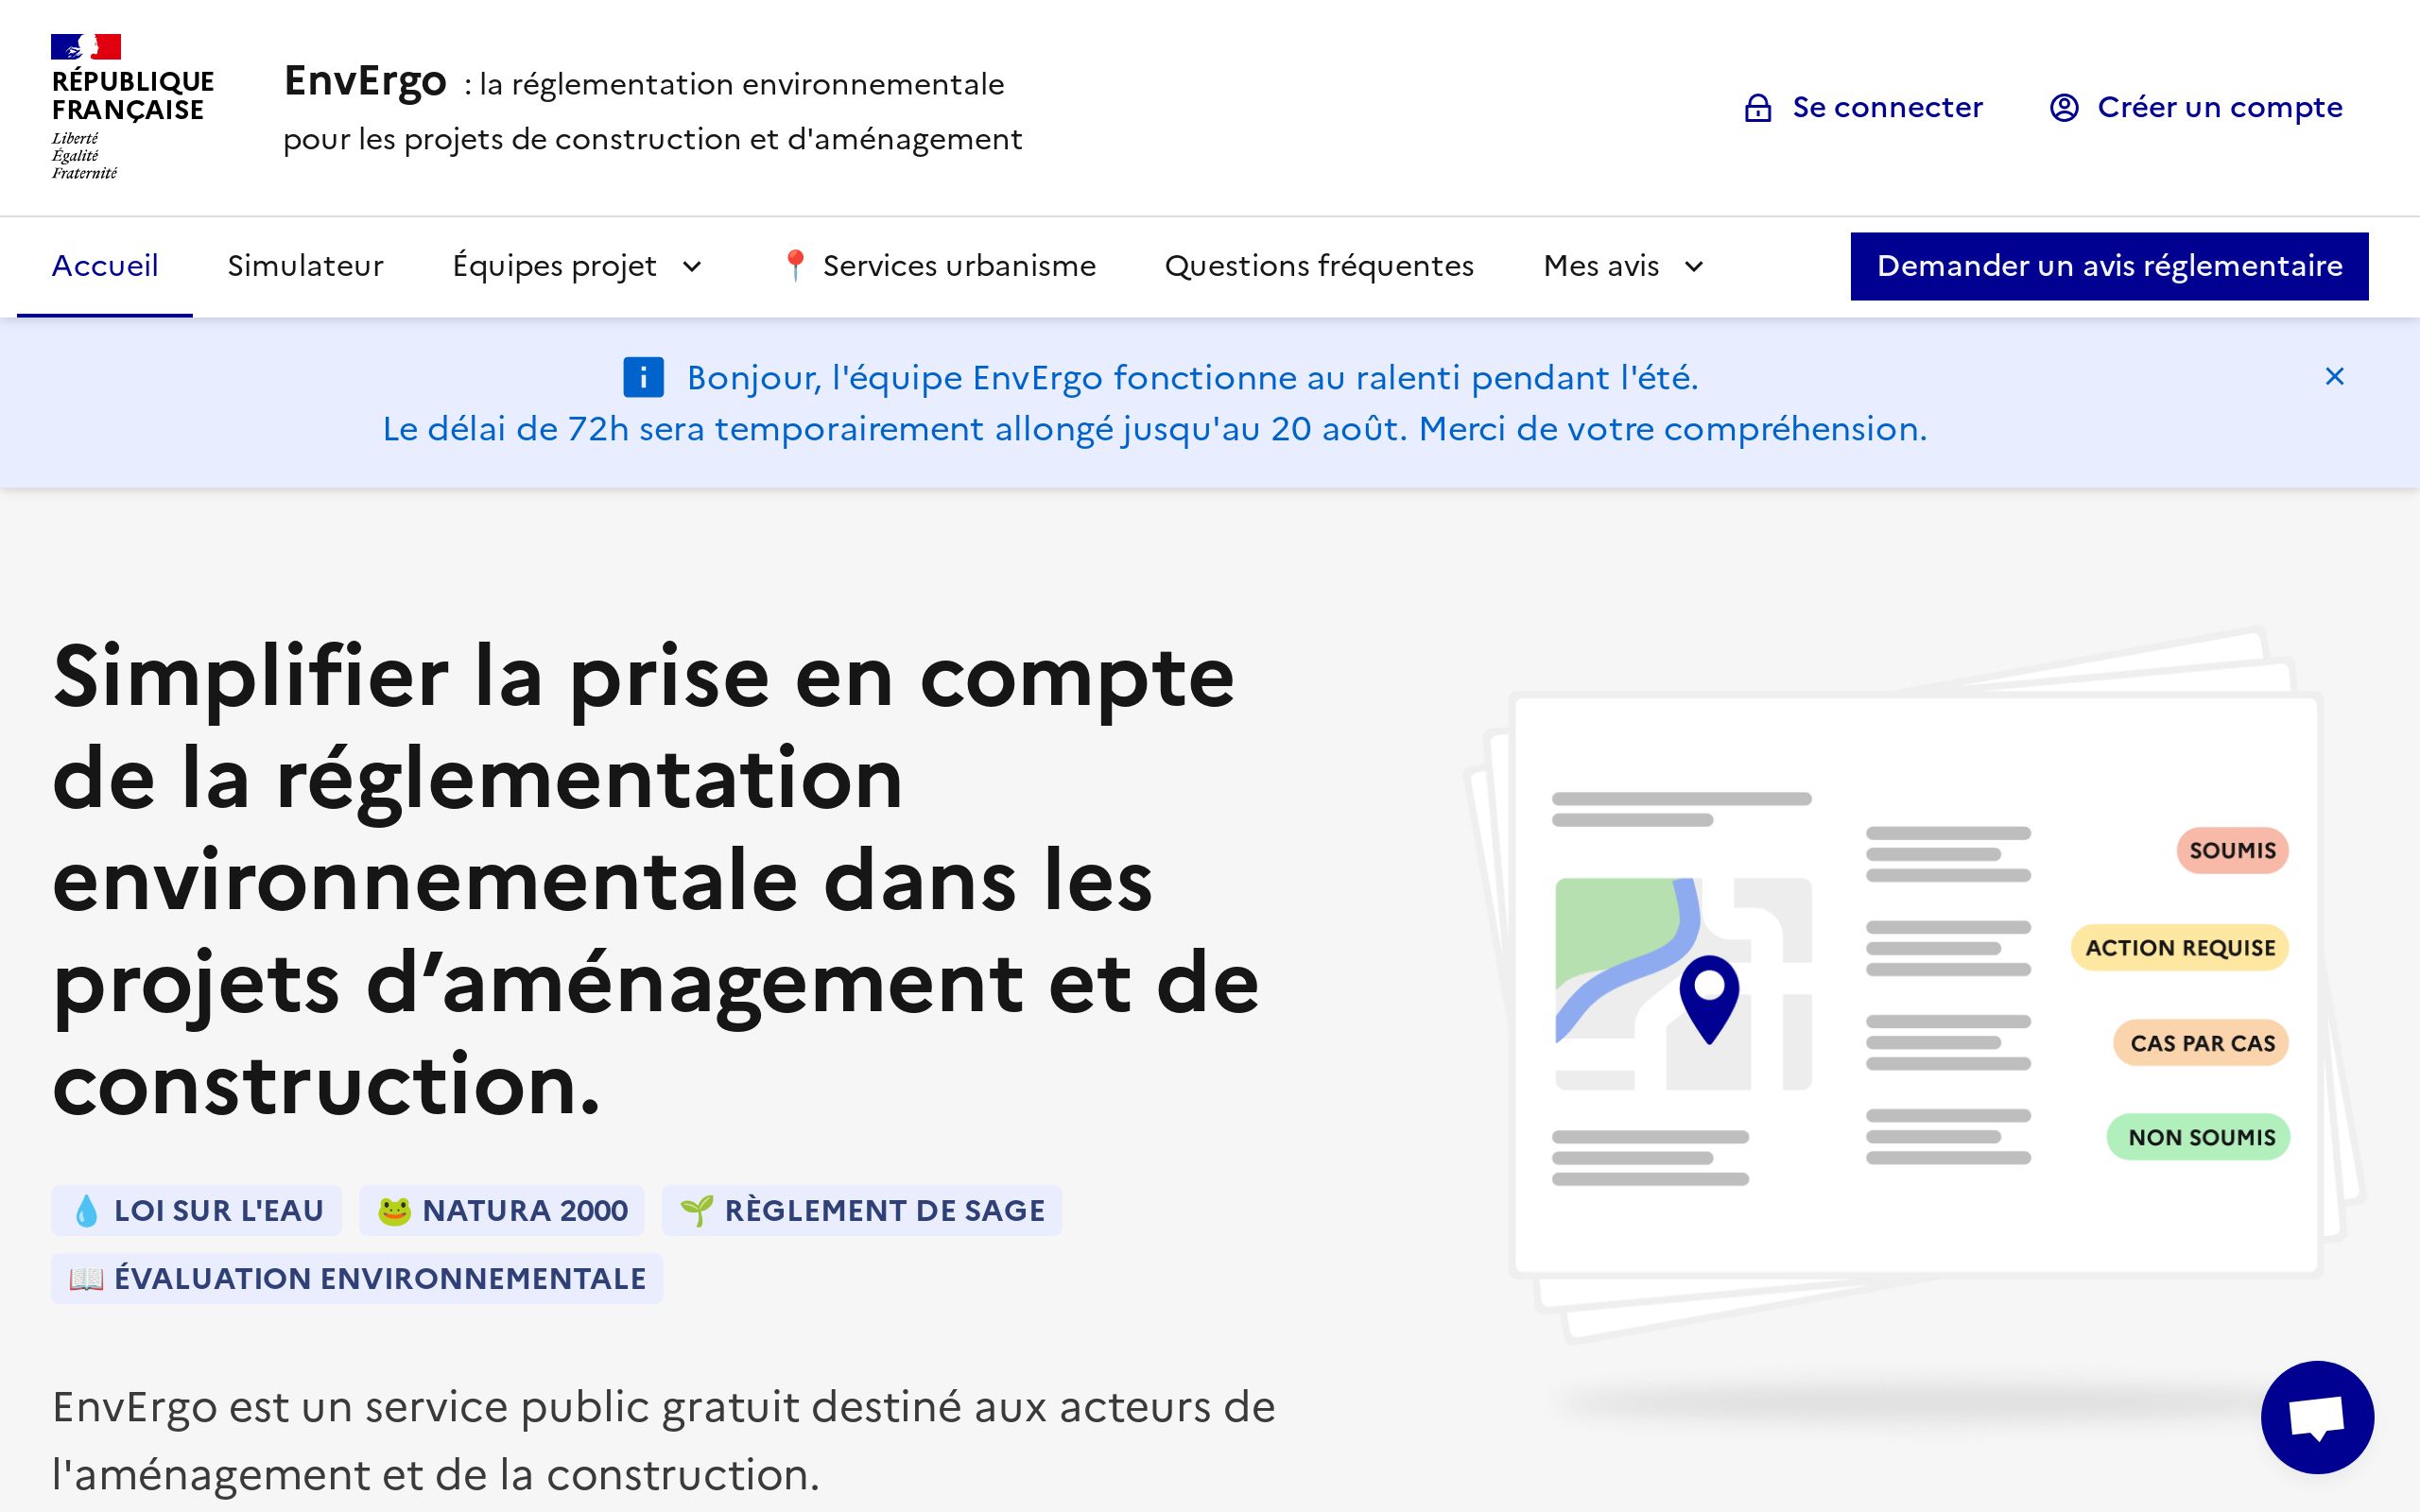 RÉPUBLIQUE
FRANÇAISE
Liberté
Égalité
Fraternité
EnvErgo : la réglementation environnementale
pour les projets de construction et d'aménagement
Se connecter
Créer un compte
Accueil
Simulateur
Équipes projet
📍 Services urbanisme
Questions fréquentes
Mes avis
Demander un avis réglementaire
Bonjour, l'équipe EnvErgo fonctionne au ralenti pendant l'été.
Le délai de 72h sera temporairement allongé jusqu'au 20 août. Merci de votre compréhension.
Simplifier la prise en compte
de la réglementation
environnementale dans les
projets d’aménagement et de
construction.
💧 LOI SUR L'EAU
🐸 NATURA 2000
🌱 RÈGLEMENT DE SAGE
📖 ÉVALUATION ENVIRONNEMENTALE
EnvErgo est un service public gratuit destiné aux acteurs de
l'aménagement et de la construction.
SOUMIS
ACTION REQUISE
CAS PAR CAS
NON SOUMIS